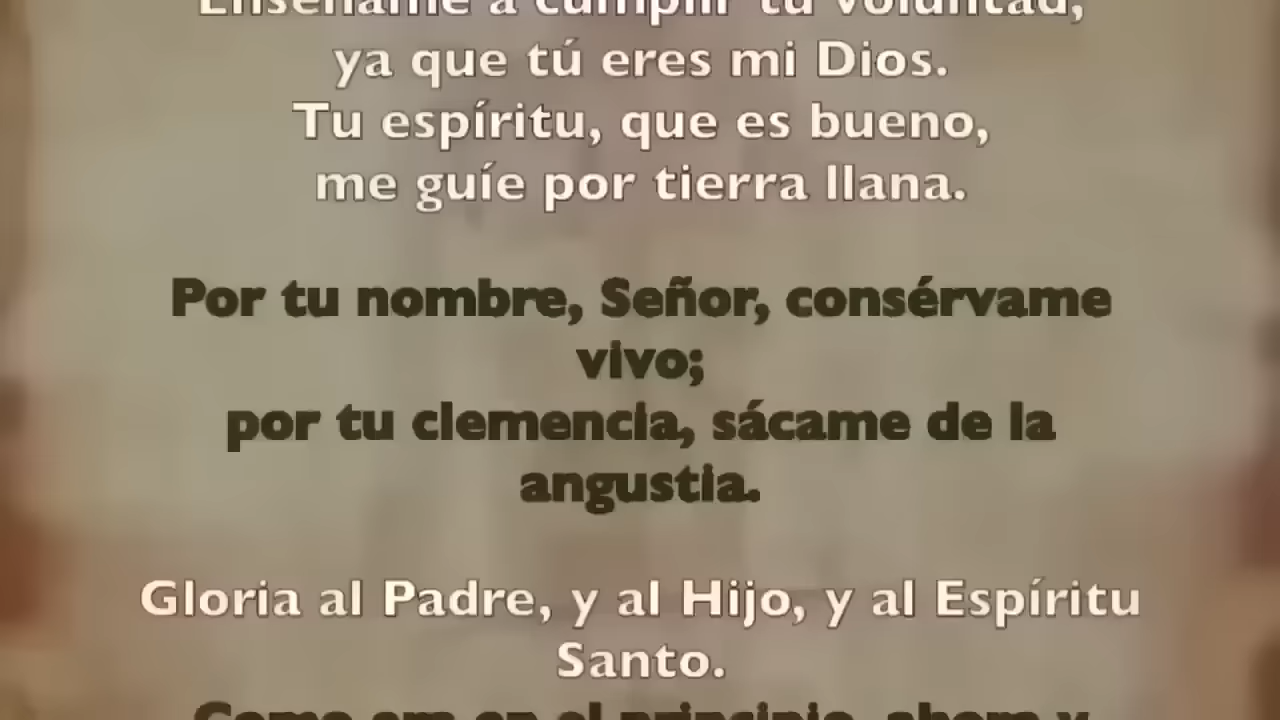 Enséñame a cumplir tu voluntad,
ya que tú eres mi Dios.
Tu espíritu, que es bueno,
me guíe por tierra llana.
Por tu nombre, Señor, consérvame
vivo;
por tu clemencia, sácame de la
angustia.
Gloria al Padre, y al Hijo, y al Espíritu
Santo.
Como era en el principio, ahora y